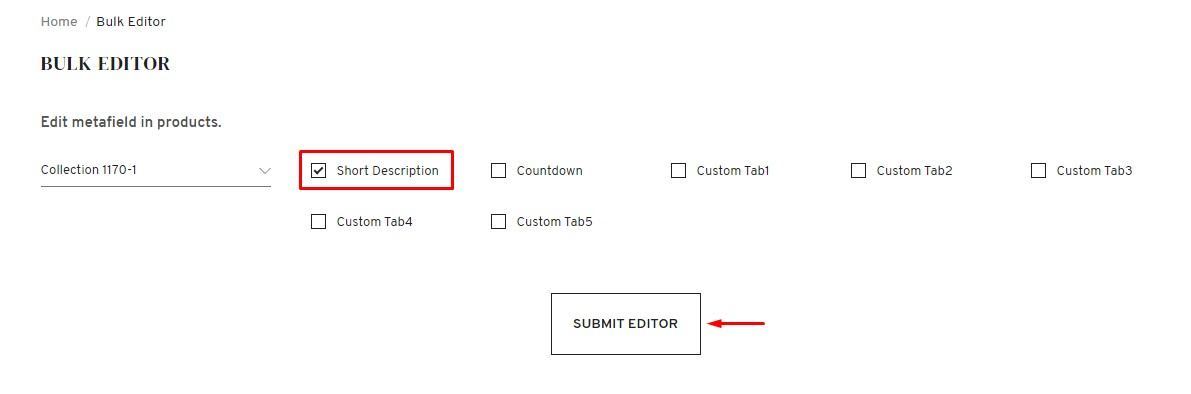 Home / Bulk Editor
BULK EDITOR
Edit metafield in products.
Collection 1170-1 Short Description Countdown Custom Tab1 Custom Tab2 Custom Tab3
Custom Tab4 Custom Tab5
SUBMIT EDITOR